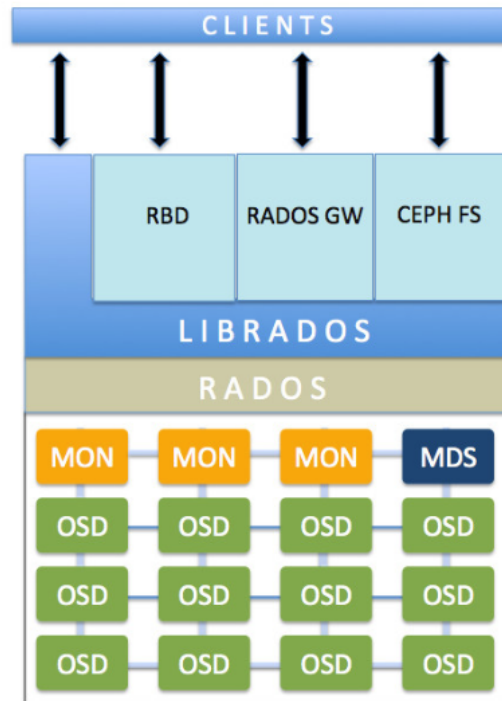 CLIENTS
RBD RADOS GW CEPH FS
LIBRADOS
RADOS
MON MON MON MDS
OSD OSD OSD OSD
OSD OSD OSD OSD
OSD OSD OSD OSD